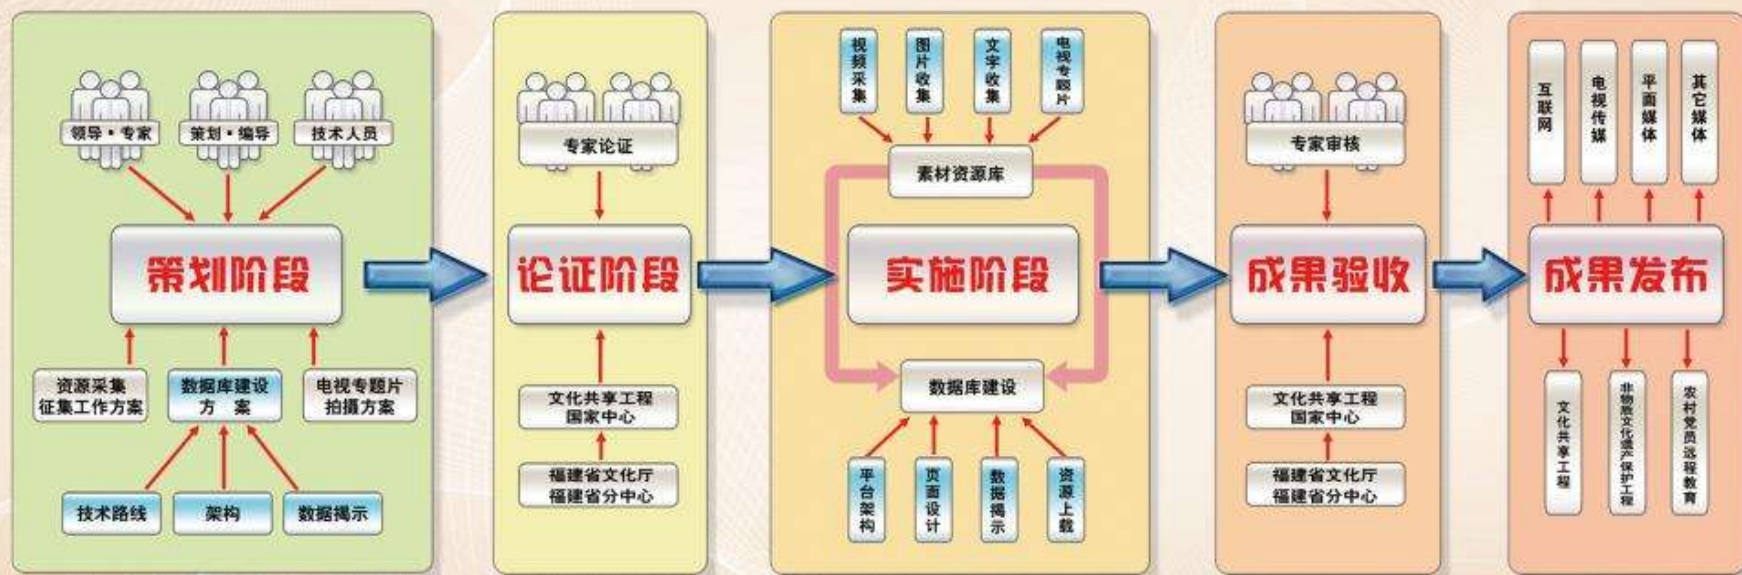 领导·专家
策划·编导
技术人员
策划阶段
资源采集
征集工作方案
数据库建设
方 案
电视专题片
拍摄方案
技术路线
架构
数据揭示
专家论证
论证阶段
文化共享工程
国家中心
福建省文化厅
福建省分中心
视频采集
图片收集
文字收集
电视专题片
素材资源库
实施阶段
数据库建设
平台架构
页面设计
数据揭示
资源上载
专家审核
成果验收
文化共享工程
国家中心
福建省文化厅
福建省分中心
互联网
电视传媒
平面媒体
其它媒体
成果发布
文化共享工程
非物质文化遗产保护工程
农村党员远程教育